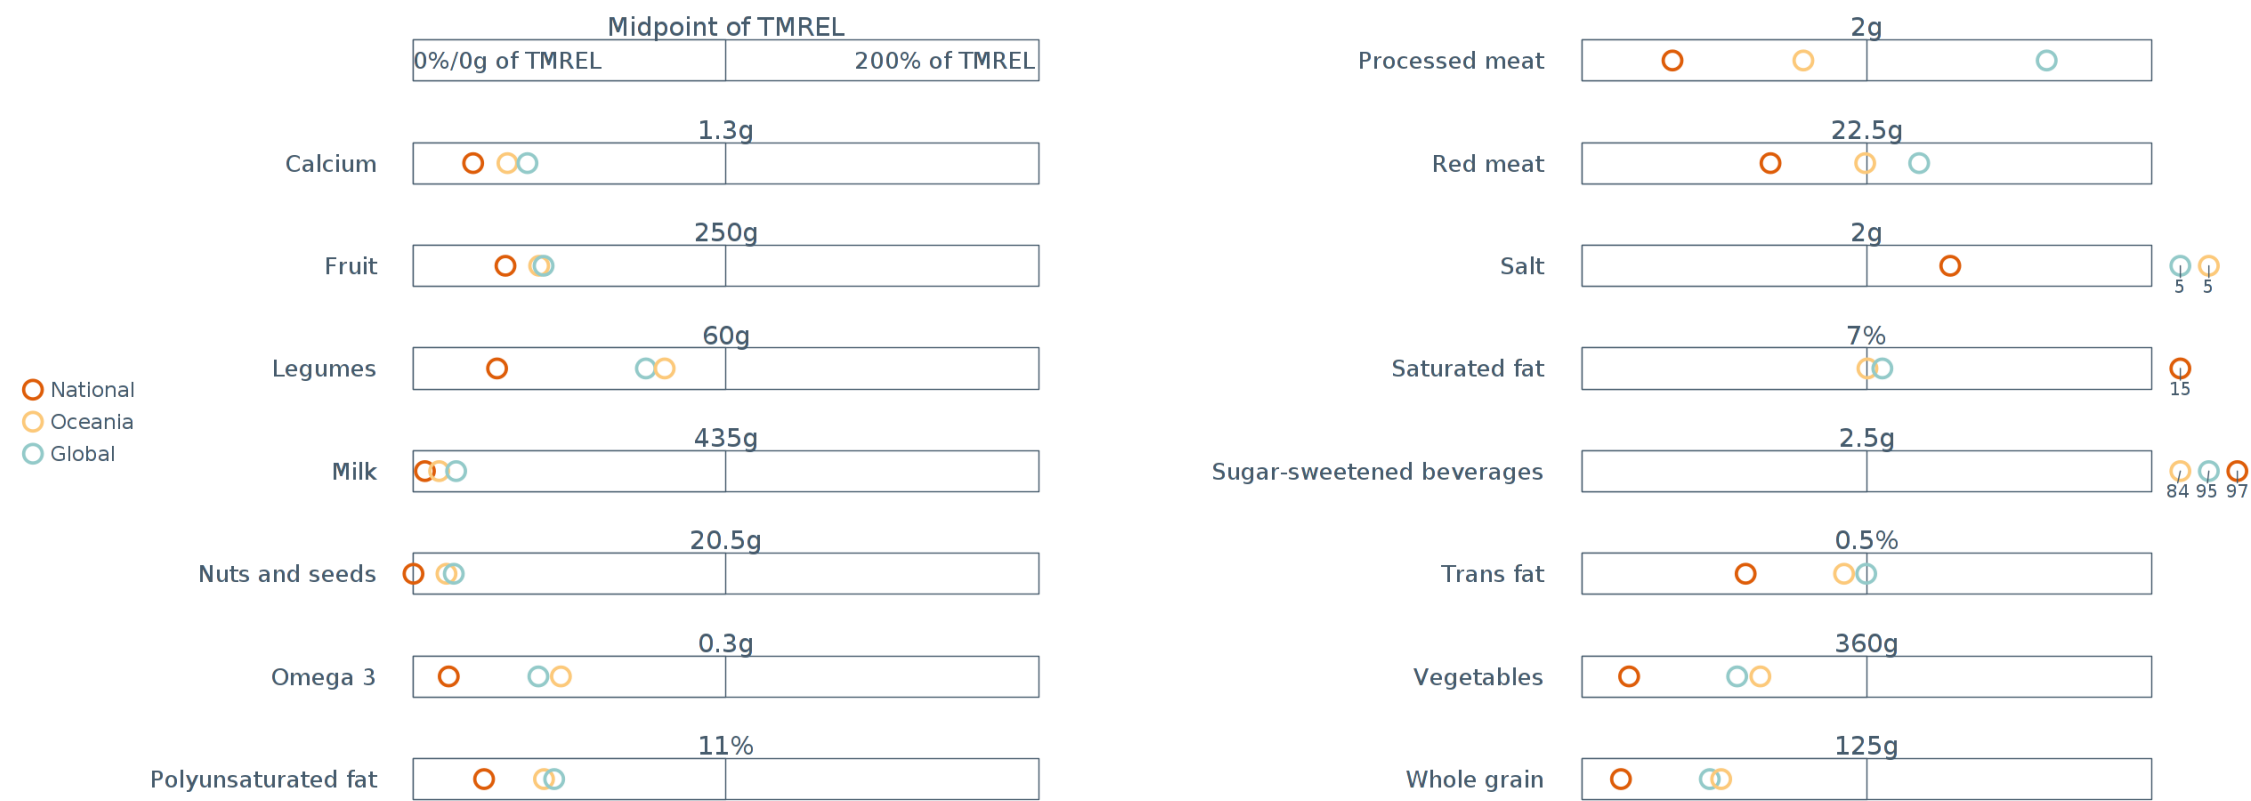 Midpoint of TMREL
0%/0g of TMREL 200% of TMREL
1.3g
Calcium
250g
Fruit
60g
Legumes
435g
Milk
20.5g
Nuts and seeds
0.3g
Omega 3
11%
Polyunsaturated fat
National
Oceania
Global
2g
Processed meat
22.5g
Red meat
2g
Salt
5 5
7%
Saturated fat
15
2.5g
Sugar-sweetened beverages
84 95 97
0.5%
Trans fat
360g
Vegetables
125g
Whole grain